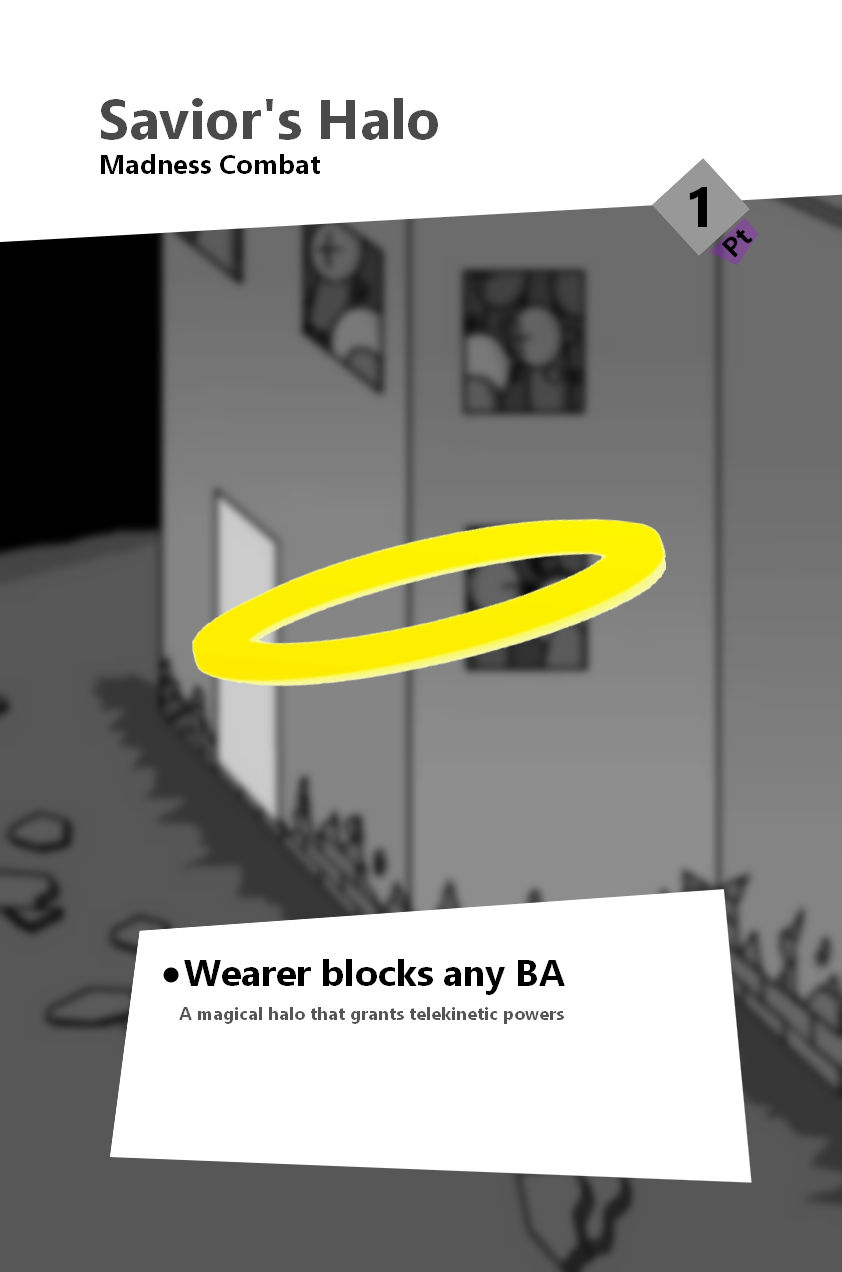 Savior's Halo
Madness Combat
1
Pt
•Wearer blocks any BA
A magical halo that grants telekinetic powers